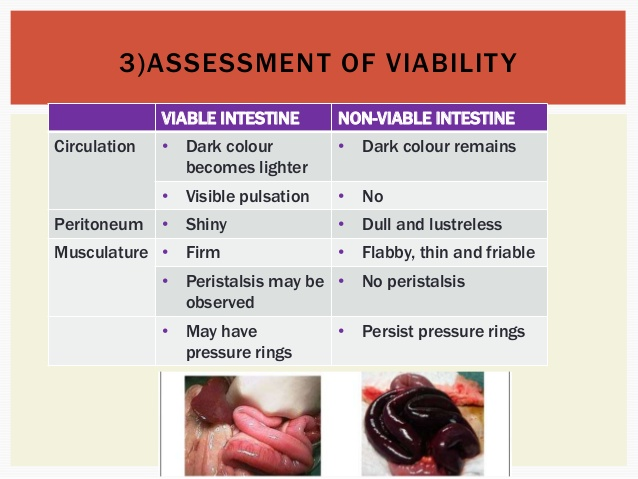 3)ASSESSMENT OF VIABILITY
VIABLE INTESTINE NON-VIABLE INTESTINE
Circulation • Dark colour • Dark colour remains
becomes lighter
• Visible pulsation • No
Peritoneum • Shiny • Dull and lustreless
Musculature • Firm • Flabby, thin and friable
• Peristalsis may be • No peristalsis
observed
• May have • Persist pressure rings
pressure rings